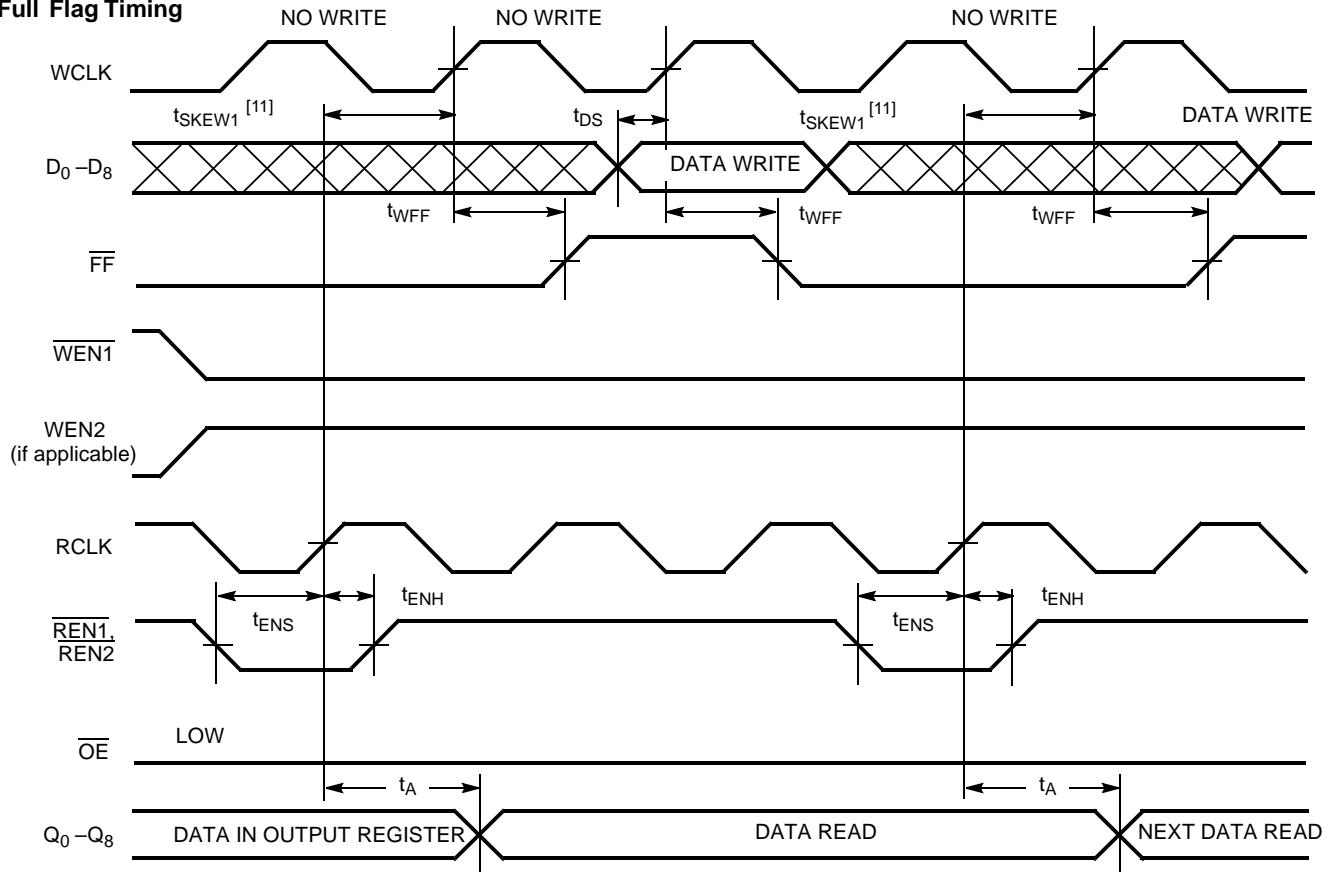 Full Flag Timing
NO WRITE
NO WRITE
NO WRITE
WCLK
tSKEW1 [11]
tDS
tSKEW1 [11]
DATA WRITE
D0 –D8
DATA WRITE
tWFF
tWFF
tWFF
FF
WEN1
WEN2
(if applicable)
RCLK
tENH
tENH
REN1,
REN2
tENS
tENS
LOW
OE
tA
tA
Q0 –Q8
DATA IN OUTPUT REGISTER
DATA READ
NEXT DATA READ